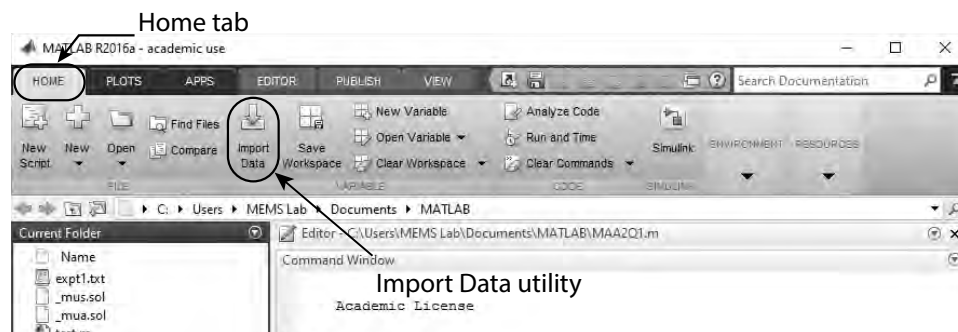 Home tab
MATLAB R2016a - academic use
HOME PLOTS APPS EDITOR PUBLISH VIEW Search Documentation
New Script New Open Find Files Compare Import Data Save Workspace New Variable Open Variable Clear Workspace Analyze Code Run and Time Clear Commands Simulink ENVIRONMENT RESOURCES
FILE VARIABLE CODE SIMULINK
C: Users MEMS Lab Documents MATLAB
Current Folder Editor - C:\Users\MEMS Lab\Documents\MATLAB\MAA2Q1.m
Name Command Window
expt1.txt Import Data utility
_mus.sol Academic License
_mua.sol